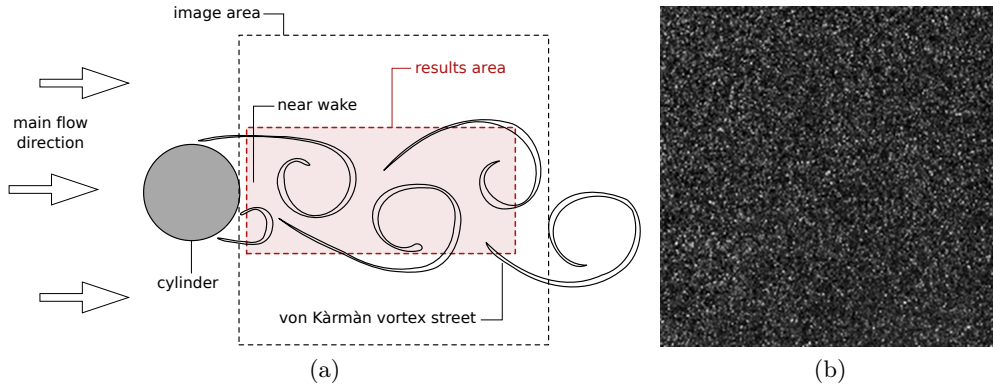 image area
results area
near wake
main flow
direction
cylinder
von Kàrmàn vortex street
(a)
(b)